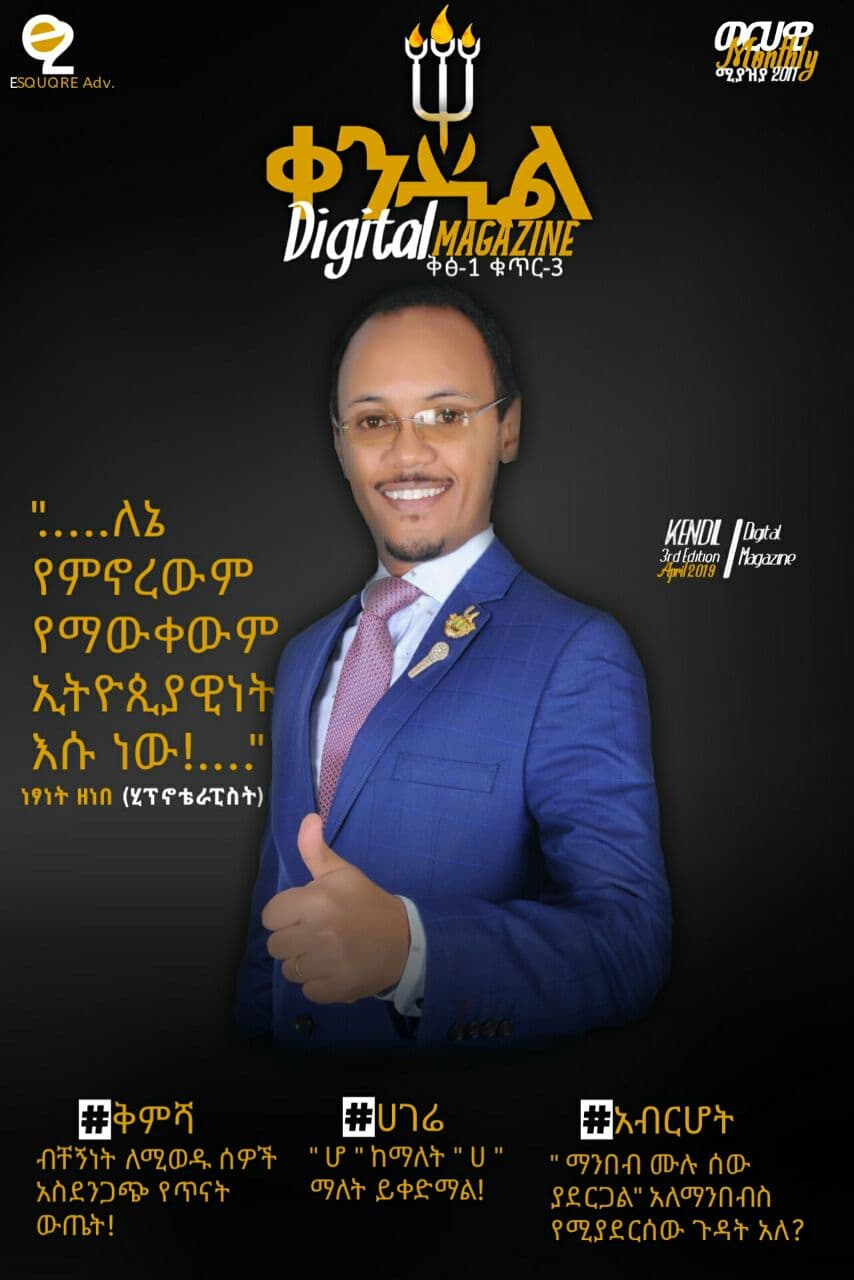 e2
ESQUQRE Adv.
ወርሃዊ
Monthly
ሚያዝያ 2011
ቀንዲል
Digital MAGAZINE
ቅፅ-1 ቁጥር-3
".....ለኔ
የምኖረውም
የማውቀውም
ኢትዮጲያዊነት
እሱ ነው!...."
ነፃነት ዘነበ (ሂፕኖቴራፒስት)
KENDL
3rd Edition
April 2019
Digital
Magazine
#ቅምሻ
ብቸኝነት ለሚወዱ ሰዎች
አስደንጋጭ የጥናት
ውጤት!
#ሀገሬ
" ሆ " ከማለት " ሀ "
ማለት ይቀድማል!
#አብርሆት
" ማንበብ ሙሉ ሰው
ያደርጋል" አለማንበብስ
የሚያደርሰው ጉዳት አለ?